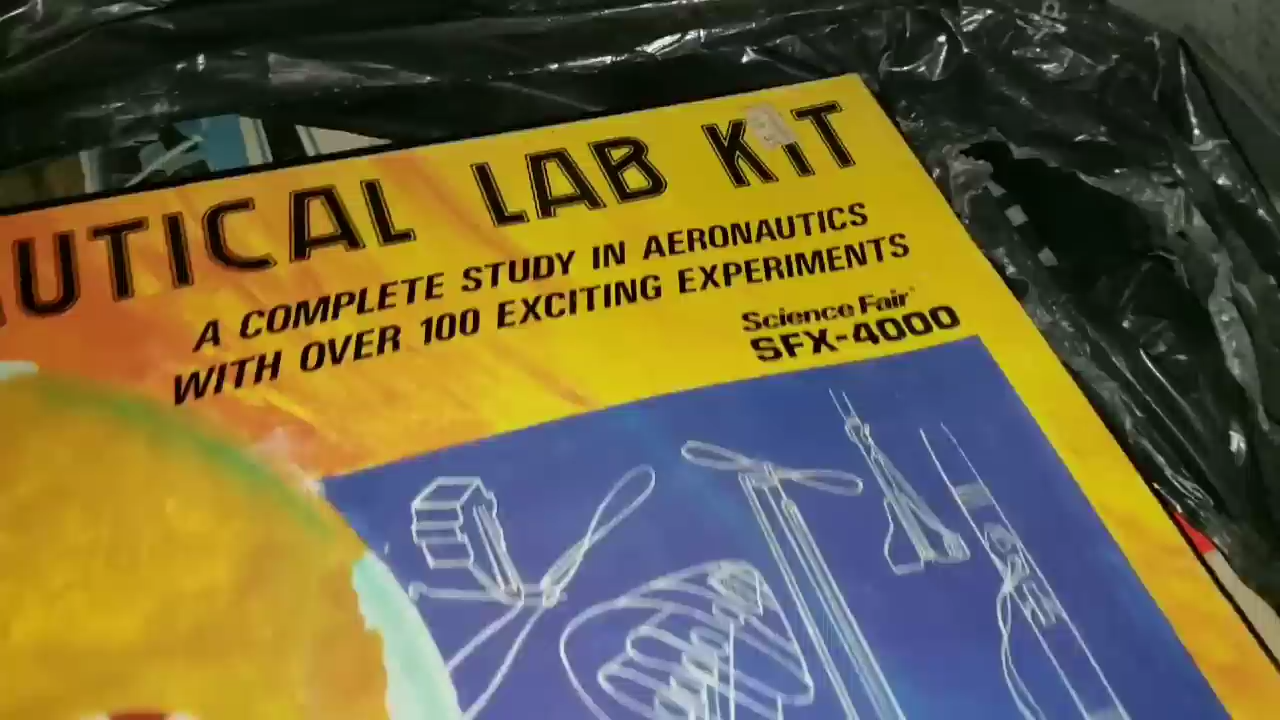 UTICAL LAB KIT
A COMPLETE STUDY IN AERONAUTICS
WITH OVER 100 EXCITING EXPERIMENTS
Science Fair
SFX-4000